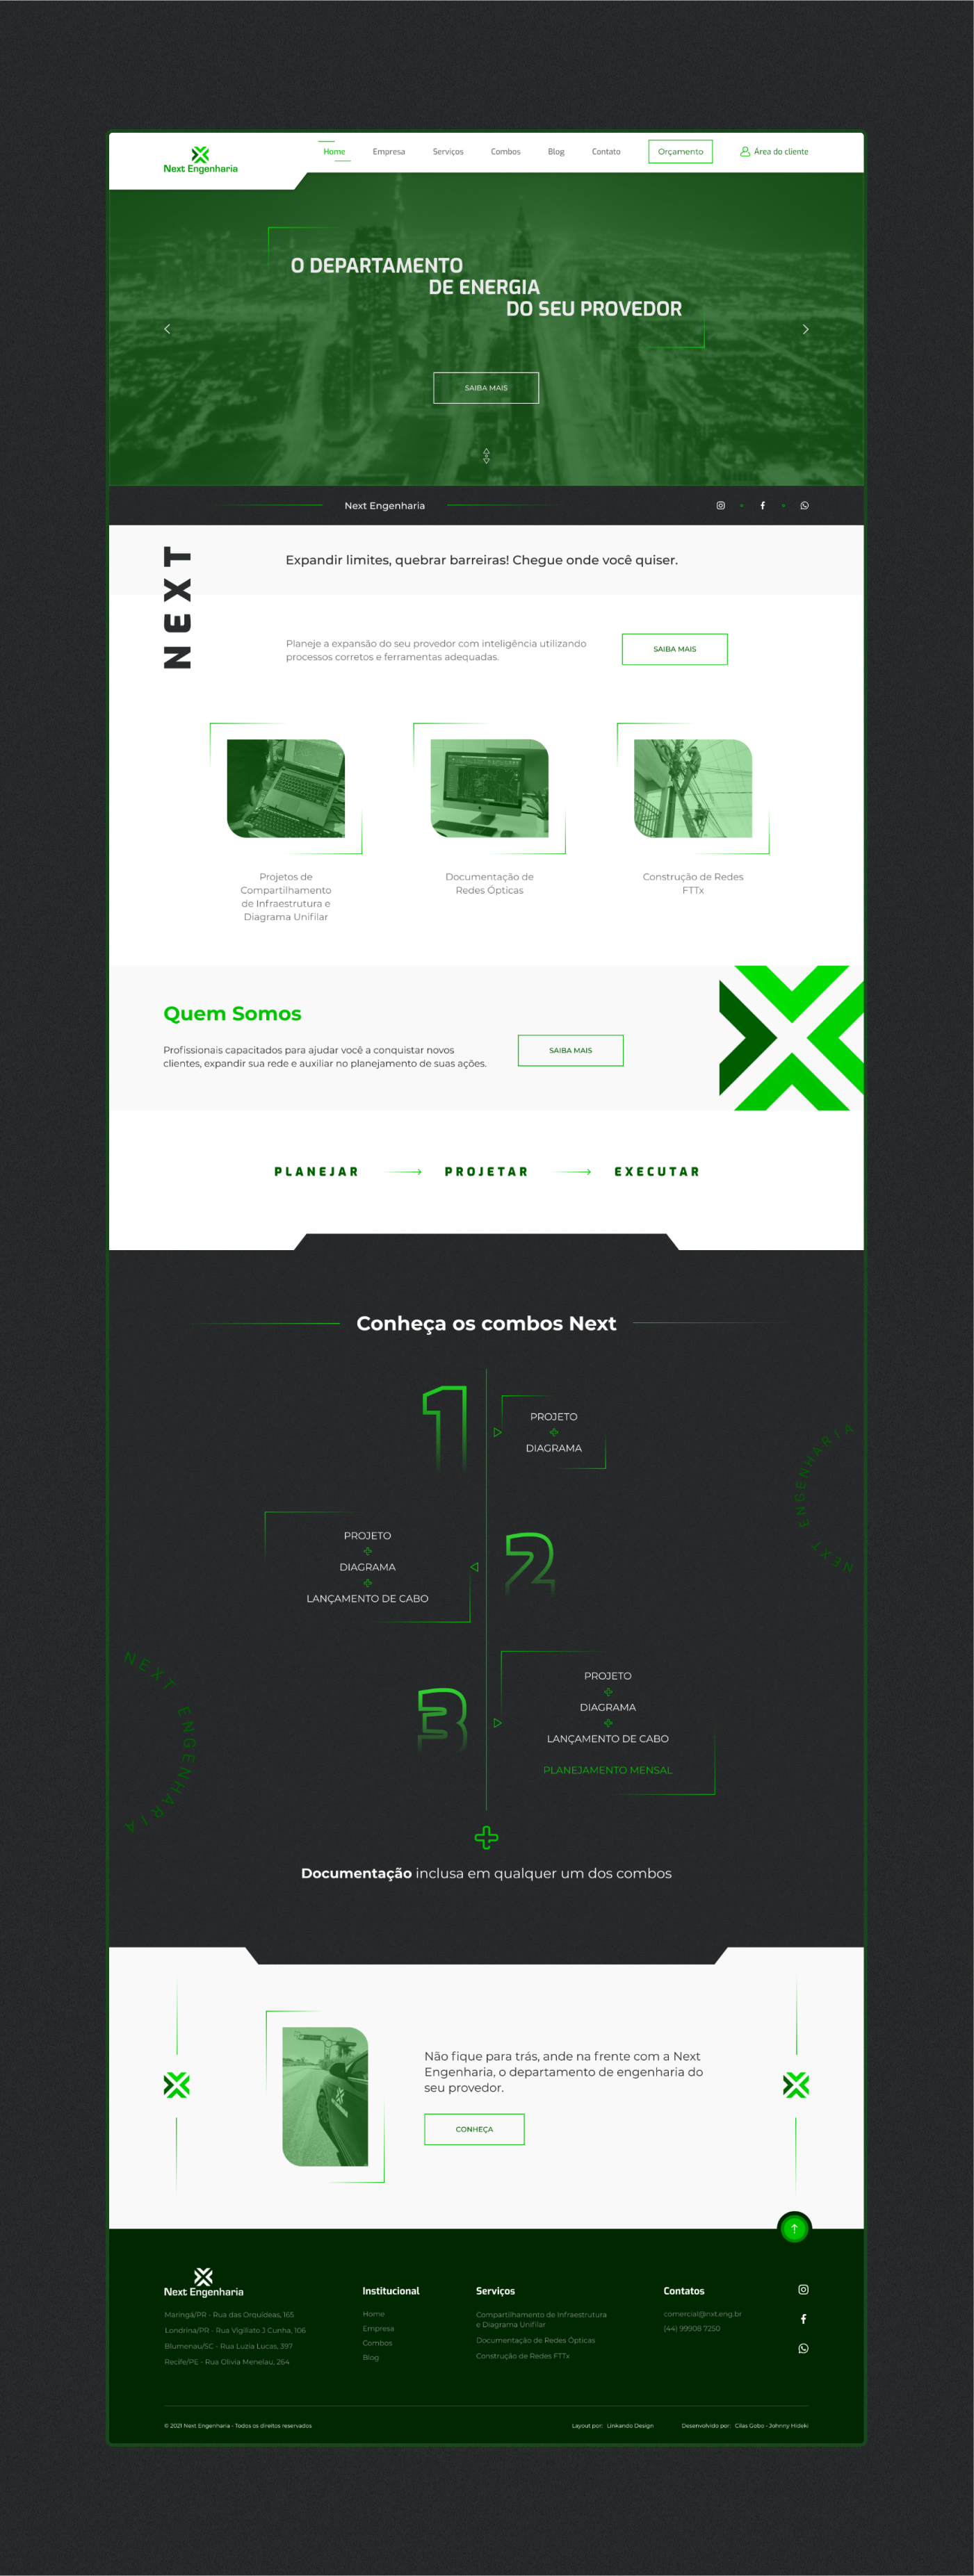 Next Engenharia
Home
Empresa
Serviços
Combos
Blog
Contato
Orçamento
Área do cliente
O DEPARTAMENTO
DE ENERGIA
DO SEU PROVEDOR
SAIBA MAIS
Next Engenharia
NEXT
Expandir limites, quebrar barreiras! Chegue onde você quiser.
Planeje a expansão do seu provedor com inteligência utilizando
processos corretos e ferramentas adequadas.
SAIBA MAIS
Projetos de
Compartilhamento
de Infraestrutura e
Diagrama Unifilar
Documentação de
Redes Ópticas
Construção de Redes
FTTx
Quem Somos
Profissionais capacitados para ajudar você a conquistar novos
clientes, expandir sua rede e auxiliar no planejamento de suas ações.
SAIBA MAIS
PLANEJAR
PROJETAR
EXECUTAR
Conheça os combos Next
1
PROJETO
DIAGRAMA
NEXT ENGENHARIA
PROJETO
DIAGRAMA
LANÇAMENTO DE CABO
2
NEXT ENGENHARIA
3
PROJETO
DIAGRAMA
LANÇAMENTO DE CABO
PLANEJAMENTO MENSAL
Documentação inclusa em qualquer um dos combos
Não fique para trás, ande na frente com a Next
Engenharia, o departamento de engenharia do
seu provedor.
CONHEÇA
Next Engenharia
Maringá/PR - Rua das Orquídeas, 165
Londrina/PR - Rua Vigiliato J Cunha, 106
Blumenau/SC - Rua Luzia Lucas, 397
Recife/PE - Rua Olivia Menelau, 264
Institucional
Home
Empresa
Combos
Blog
Serviços
Compartilhamento de Infraestrutura
e Diagrama Unifilar
Documentação de Redes Ópticas
Construção de Redes FTTx
Contatos
comercial@nxt.eng.br
(44) 99908 7250
© 2021 Next Engenharia - Todos os direitos reservados
Layout por: Linkando Design
Desenvolvido por: Clias Gobo - Johnny Hideki